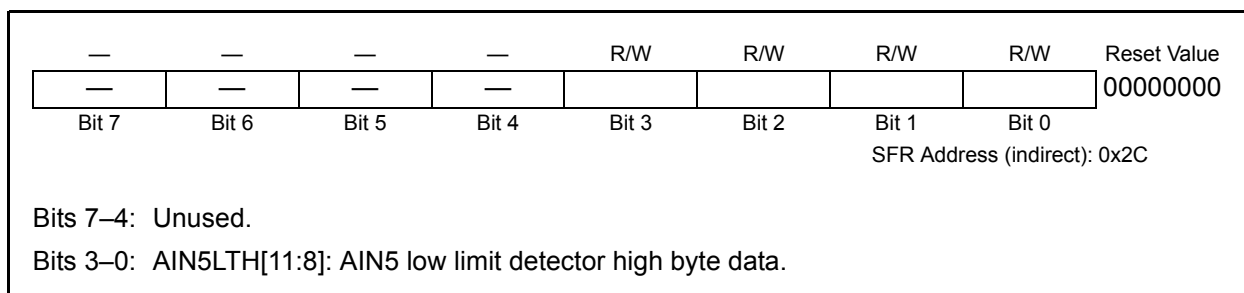 — — — — R/W R/W R/W R/W Reset Value
— — — — 00000000
Bit 7 Bit 6 Bit 5 Bit 4 Bit 3 Bit 2 Bit 1 Bit 0
SFR Address (indirect): 0x2C
Bits 7–4: Unused.
Bits 3–0: AIN5LTH[11:8]: AIN5 low limit detector high byte data.